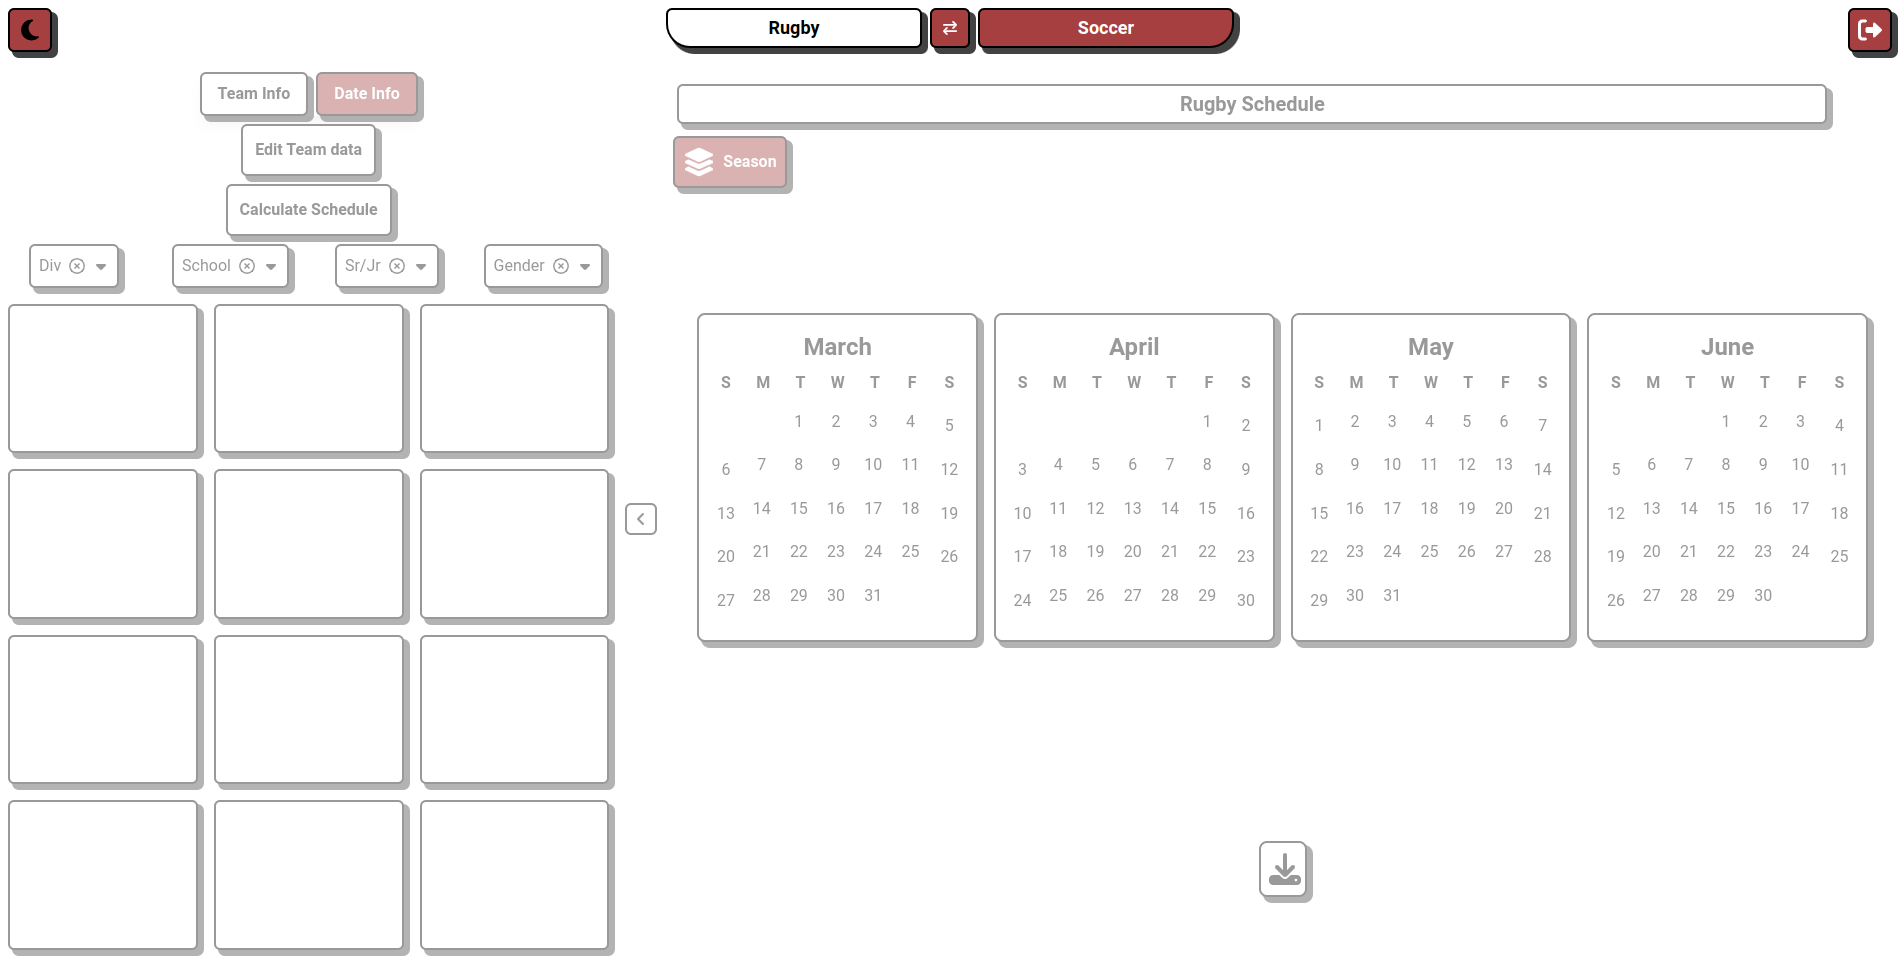 Rugby
Soccer
Team Info
Date Info
Edit Team data
Calculate Schedule
Div
School
Sr/Jr
Gender
Rugby Schedule
Season
March
S M T W T F S
1 2 3 4 5
6 7 8 9 10 11 12
13 14 15 16 17 18 19
20 21 22 23 24 25 26
27 28 29 30 31
April
S M T W T F S
1 2
3 4 5 6 7 8 9
10 11 12 13 14 15 16
17 18 19 20 21 22 23
24 25 26 27 28 29 30
May
S M T W T F S
1 2 3 4 5 6 7
8 9 10 11 12 13 14
15 16 17 18 19 20 21
22 23 24 25 26 27 28
29 30 31
June
S M T W T F S
1 2 3 4
5 6 7 8 9 10 11
12 13 14 15 16 17 18
19 20 21 22 23 24 25
26 27 28 29 30